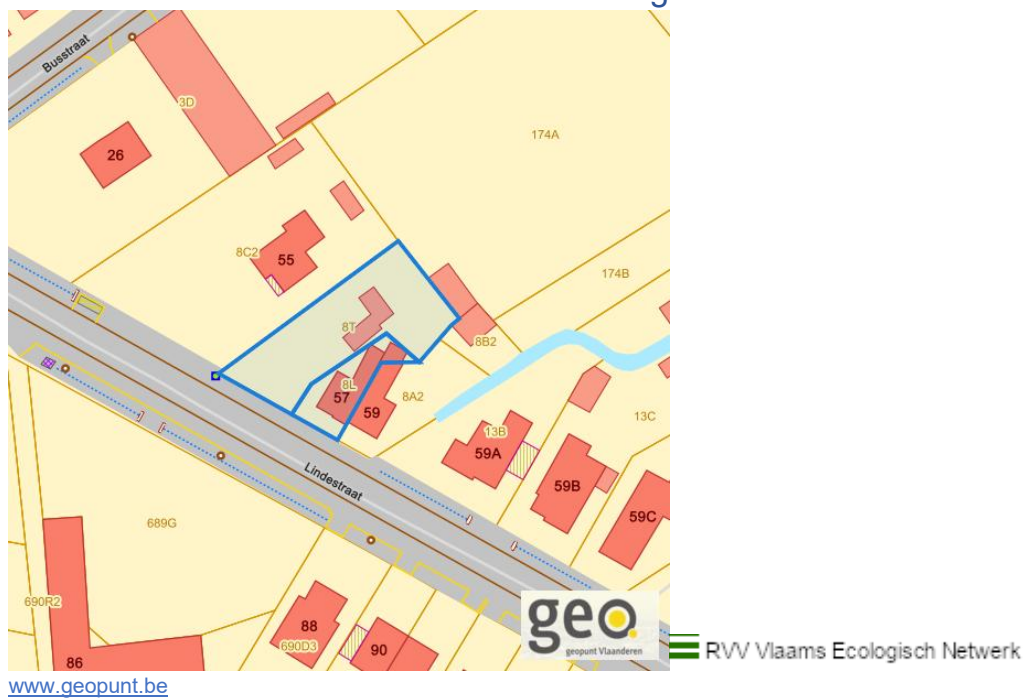 Busstraat
3D
26
174A
8C2
55
174B
8T
8B2
8L
57
59
8A2
13C
13B
59A
59B
59C
Lindestraat
689G
690R2
86
88
690D3
90
geo.
geopunt Vlaanderen
RVV Vlaams Ecologisch Netwerk
www.geopunt.be